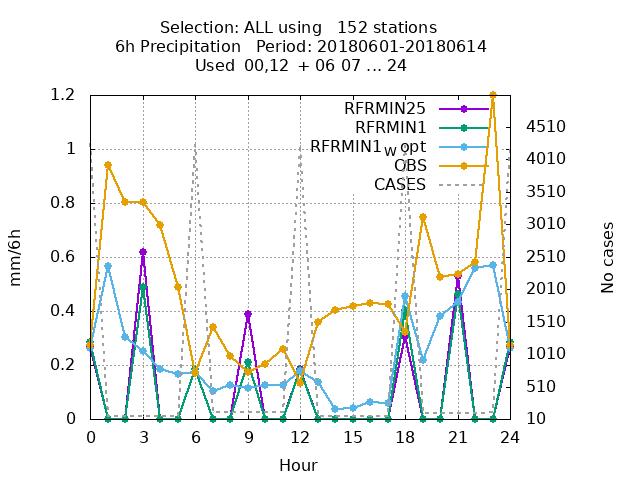 Selection: ALL using 152 stations
6h Precipitation Period: 20180601-20180614
Used 00,12 + 06 07 ... 24
RFRMIN25
RFRMIN1
RFRMIN1w opt
OBS
CASES
mm/6h
1.2
1
0.8
0.6
0.4
0.2
0
No cases
4510
4010
3510
3010
2510
2010
1510
1010
510
10
0 3 6 9 12 15 18 21 24
Hour